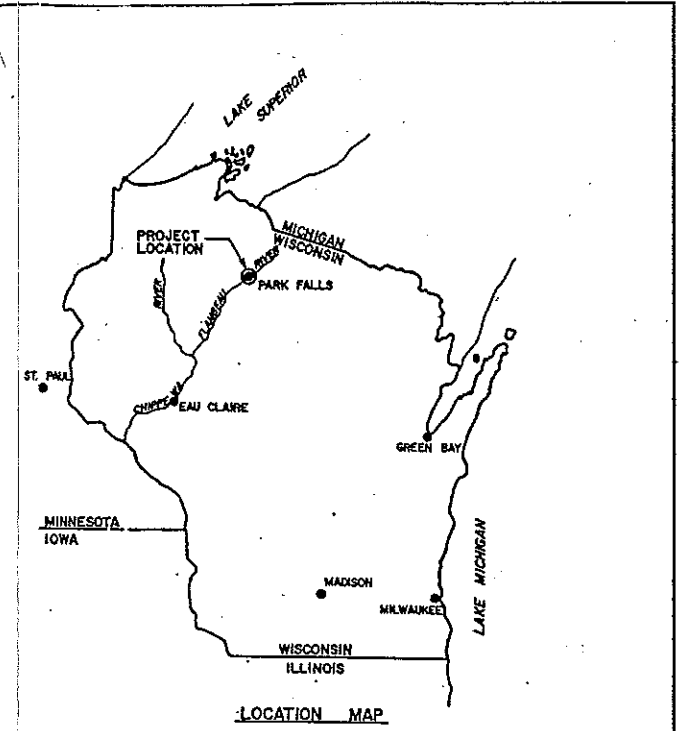 LAKE SUPERIOR
MICHIGAN
WISCONSIN
PROJECT
LOCATION
RIVER
PARK FALLS
RIVER
FLAMBEAU
ST. PAUL
CHIPPEWA
EAU CLAIRE
GREEN BAY
MINNESOTA
IOWA
LAKE MICHIGAN
MADISON
MILWAUKEE
WISCONSIN
ILLINOIS
LOCATION MAP